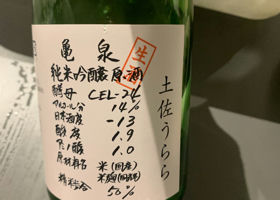 亀泉
生酒
純米吟醸原酒
酵母 CEL-24
アルコール分 14%
日本酒度 -13
酸度 1.9
アミノ酸 1.0
原材料名 米(国産)
米麹(国産米)
精米歩合 50%
土佐うらら